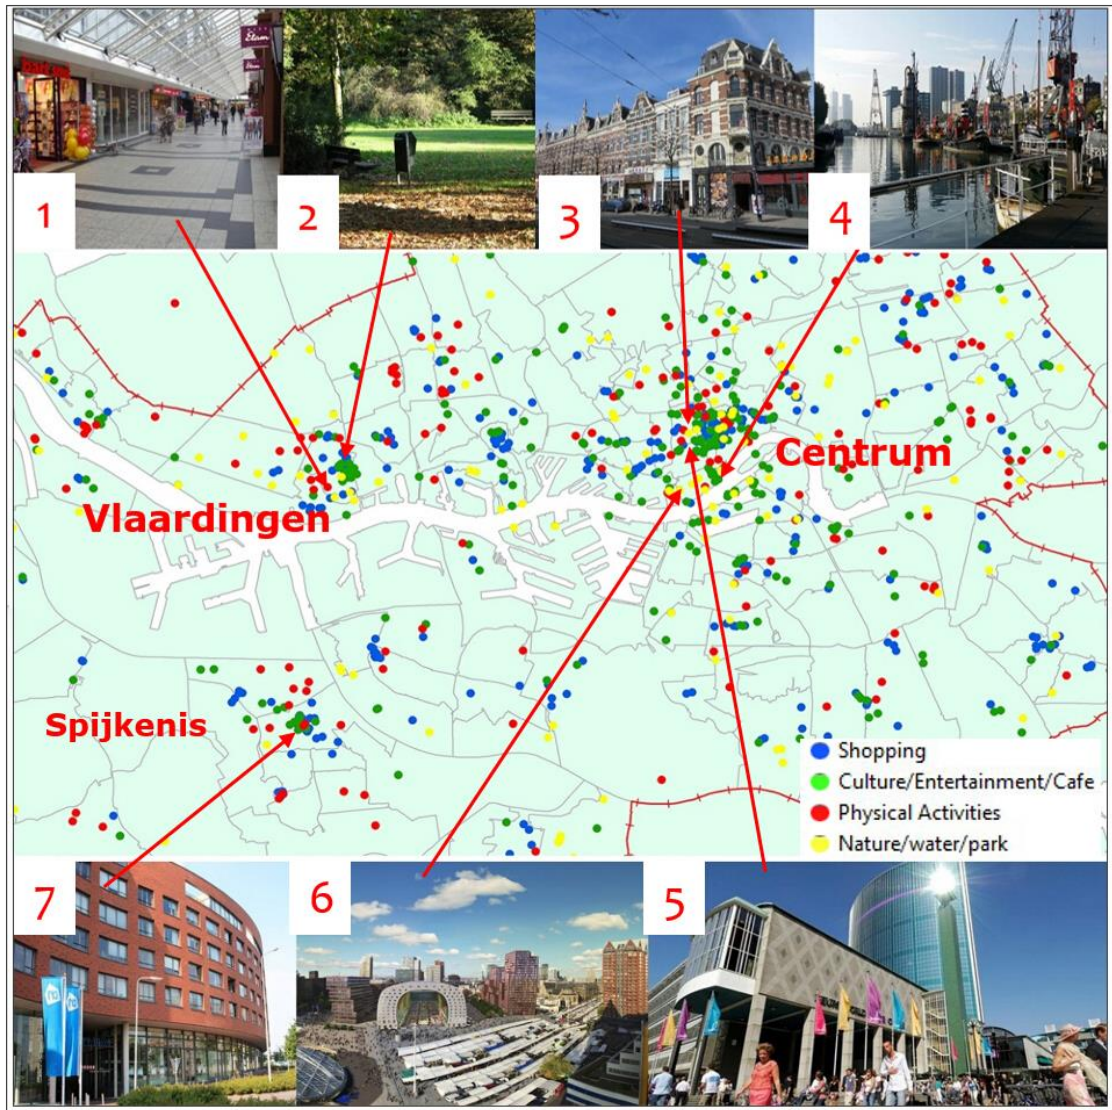 Etam
1
2
3
4
Centrum
Vlaardingen
Spijkenis
Shopping
Culture/Entertainment/Cafe
Physical Activities
Nature/water/park
7
6
5